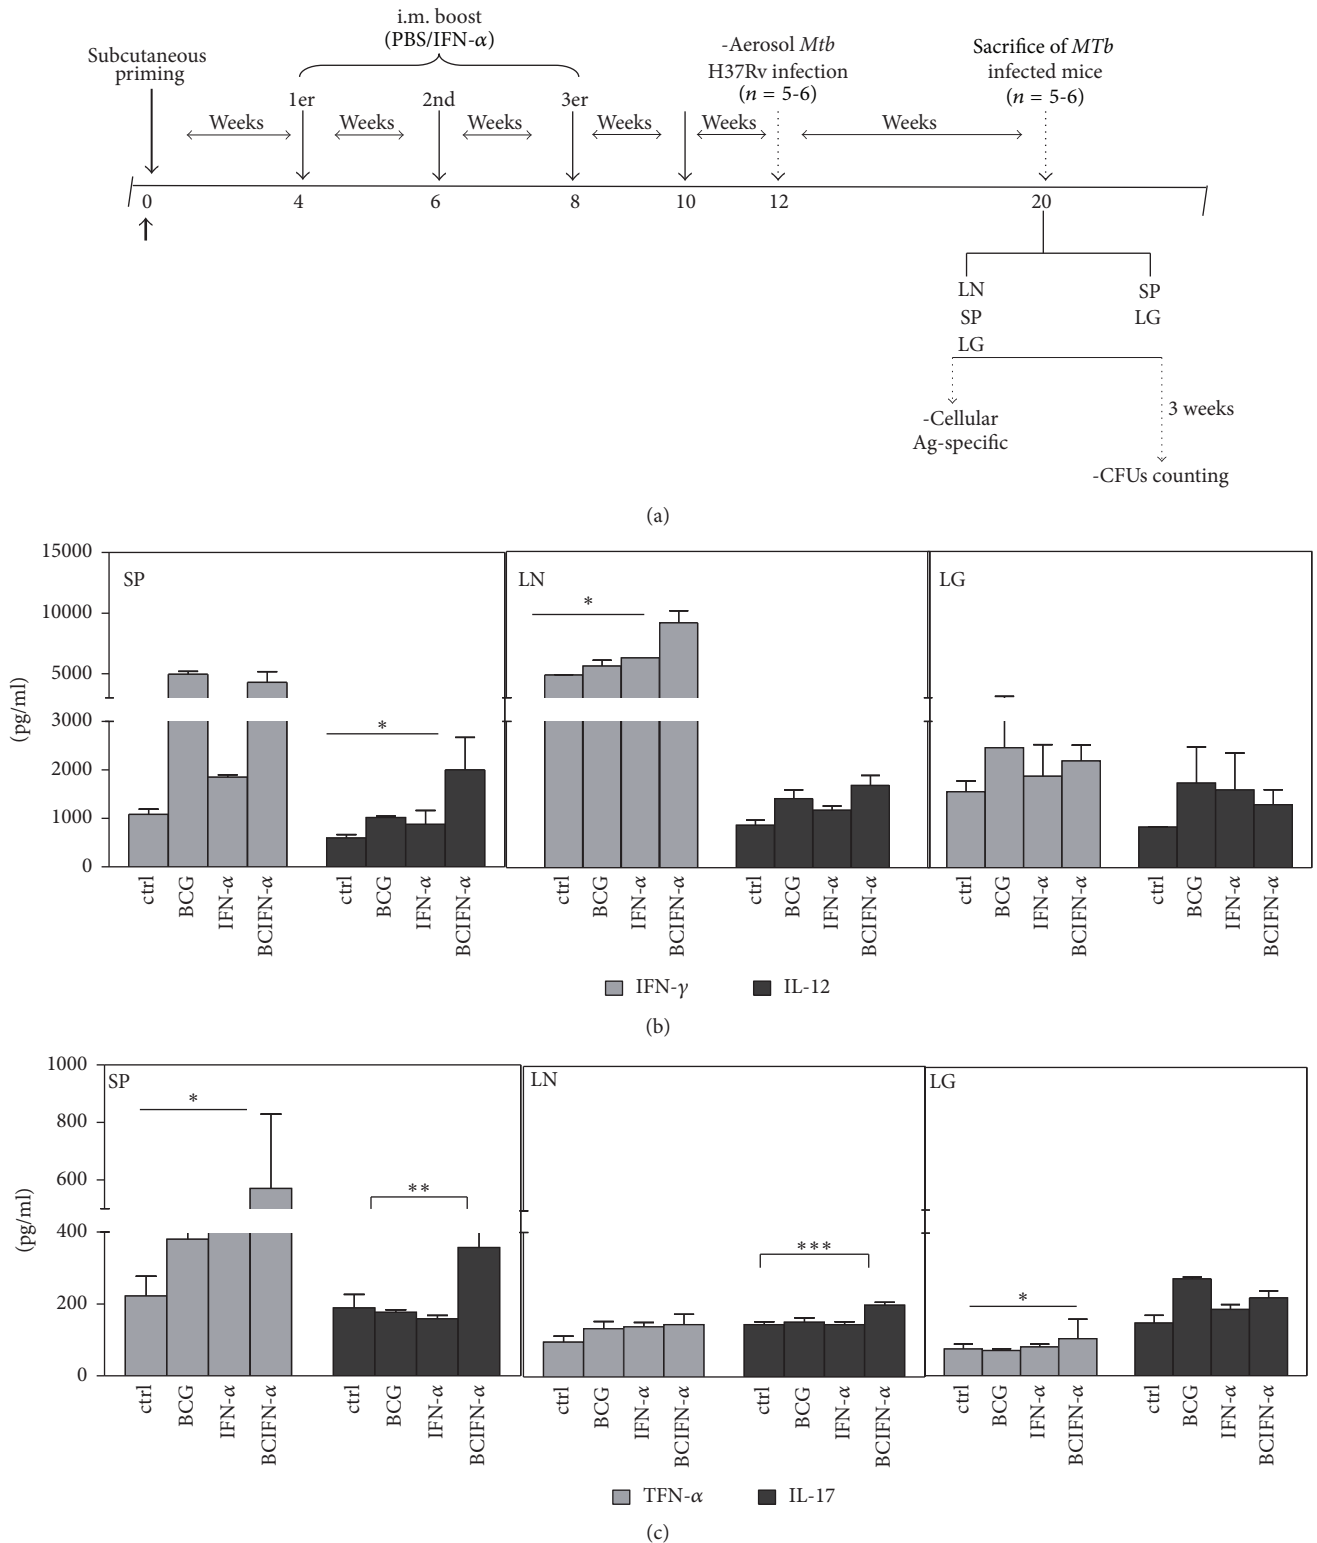 i.m. boost
(PBS/IFN-α)
Subcutaneous
priming
-Aerosol Mtb
H37Rv infection
(n = 5-6)
Sacrifice of MTb
infected mice
(n = 5-6)
1er 2nd 3er
Weeks Weeks Weeks Weeks Weeks Weeks
0 4 6 8 10 12 20
LN SP
SP LG
LG
3 weeks
-Cellular
Ag-specific
-CFUs counting
(a)
15000
10000
5000
3000
2000
1000
0
(pg/ml)
SP
*
ctrl BCG IFN-α BCIFN-α ctrl BCG IFN-α BCIFN-α
LN
*
ctrl BCG IFN-α BCIFN-α ctrl BCG IFN-α BCIFN-α
LG
ctrl BCG IFN-α BCIFN-α ctrl BCG IFN-α BCIFN-α
IFN-γ IL-12
(b)
1000
800
600
400
200
0
(pg/ml)
SP
*
**
ctrl BCG IFN-α BCIFN-α ctrl BCG IFN-α BCIFN-α
LN
***
ctrl BCG IFN-α BCIFN-α ctrl BCG IFN-α BCIFN-α
LG
*
ctrl BCG IFN-α BCIFN-α ctrl BCG IFN-α BCIFN-α
TFN-α IL-17
(c)